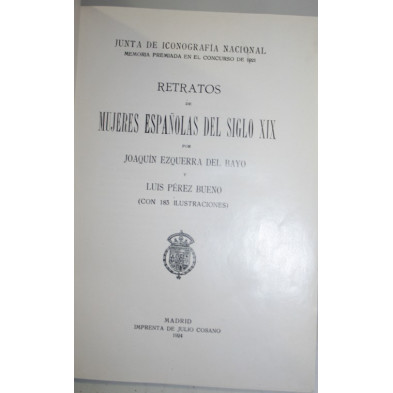 JUNTA DE ICONOGRAFÍA NACIONAL
MEMORIA PREMIADA EN EL CONCURSO DE
RETRATOS
DE
MUJERES ESPAÑOLAS DEL SIGLO XIX
POR
JOAQUÍN EZQUERRA DEL BAYO
Y
LUIS PÉREZ BUENO
(CON 185 ILUSTRACIONES)
MADRID
IMPRENTA DE JULIO COSANO
1924